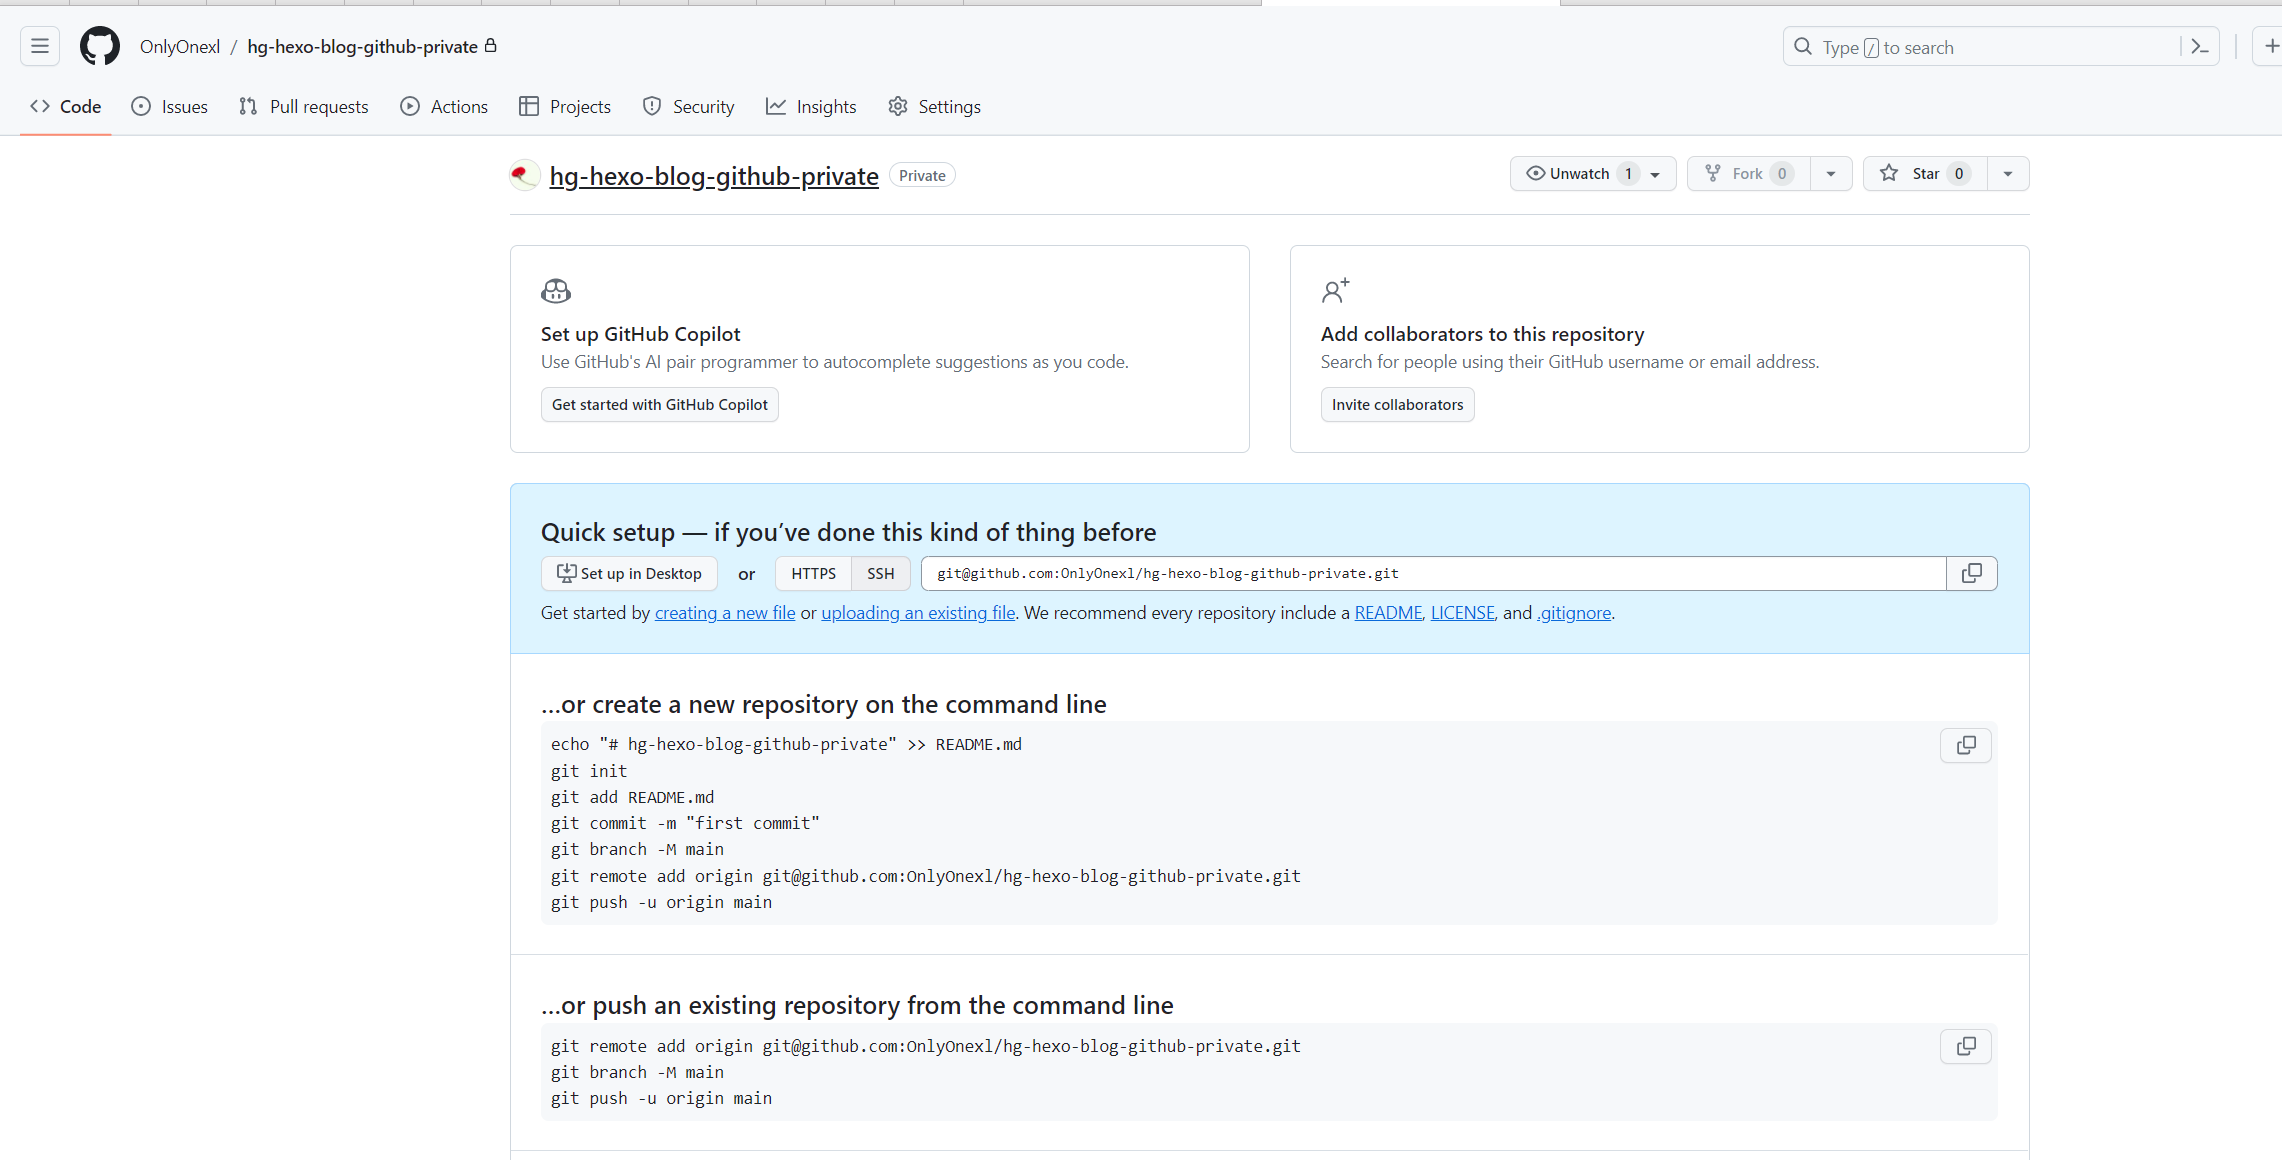 OnlyOnexl / hg-hexo-blog-github-private
Type / to search
Code Issues Pull requests Actions Projects Security Insights Settings
hg-hexo-blog-github-private Private
Unwatch 1 Fork 0 Star 0
Set up GitHub Copilot
Use GitHub's AI pair programmer to autocomplete suggestions as you code.
Get started with GitHub Copilot
Add collaborators to this repository
Search for people using their GitHub username or email address.
Invite collaborators
Quick setup — if you’ve done this kind of thing before
Set up in Desktop or HTTPS SSH git@github.com:OnlyOnexl/hg-hexo-blog-github-private.git
Get started by creating a new file or uploading an existing file. We recommend every repository include a README, LICENSE, and .gitignore.
…or create a new repository on the command line
echo "# hg-hexo-blog-github-private" >> README.md
git init
git add README.md
git commit -m "first commit"
git branch -M main
git remote add origin git@github.com:OnlyOnexl/hg-hexo-blog-github-private.git
git push -u origin main
…or push an existing repository from the command line
git remote add origin git@github.com:OnlyOnexl/hg-hexo-blog-github-private.git
git branch -M main
git push -u origin main